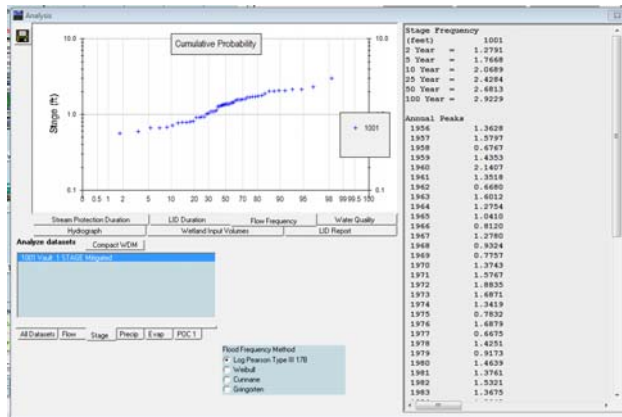 Analysis
Cumulative Probability
10.0
10.0
Stage (ft)
1.0
1.0
1001
0.1
0.1
0 0.5 1 2 5 10 20 30 50 70 80 90 95 98 99 99.5 100
Stream Protection Duration LID Duration Flow Frequency Water Quality
Hydrograph Wetland Input Volumes LID Report
Analyze datasets Compact WDM
1001 Vault 1 STAGE Mitigated
All Datasets Flow Stage Precip Evap POC 1
Flood Frequency Method
Log Pearson Type III 17B
Weibull
Cunnane
Gringorten
Stage Frequency
(feet) 1001
2 Year = 1.2791
5 Year = 1.7668
10 Year = 2.0689
25 Year = 2.4284
50 Year = 2.6813
100 Year = 2.9229
Annual Peaks
1956 1.3628
1957 1.5797
1958 0.6767
1959 1.4353
1960 2.1407
1961 1.3518
1962 0.6680
1963 1.6012
1964 1.2754
1965 1.0410
1966 0.8120
1967 1.2780
1968 0.9324
1969 0.7757
1970 1.3743
1971 1.5767
1972 1.8835
1973 1.6871
1974 1.3419
1975 0.7832
1976 1.6879
1977 0.6675
1978 1.4251
1979 0.9173
1980 1.4639
1981 1.3761
1982 1.5321
1983 1.3675